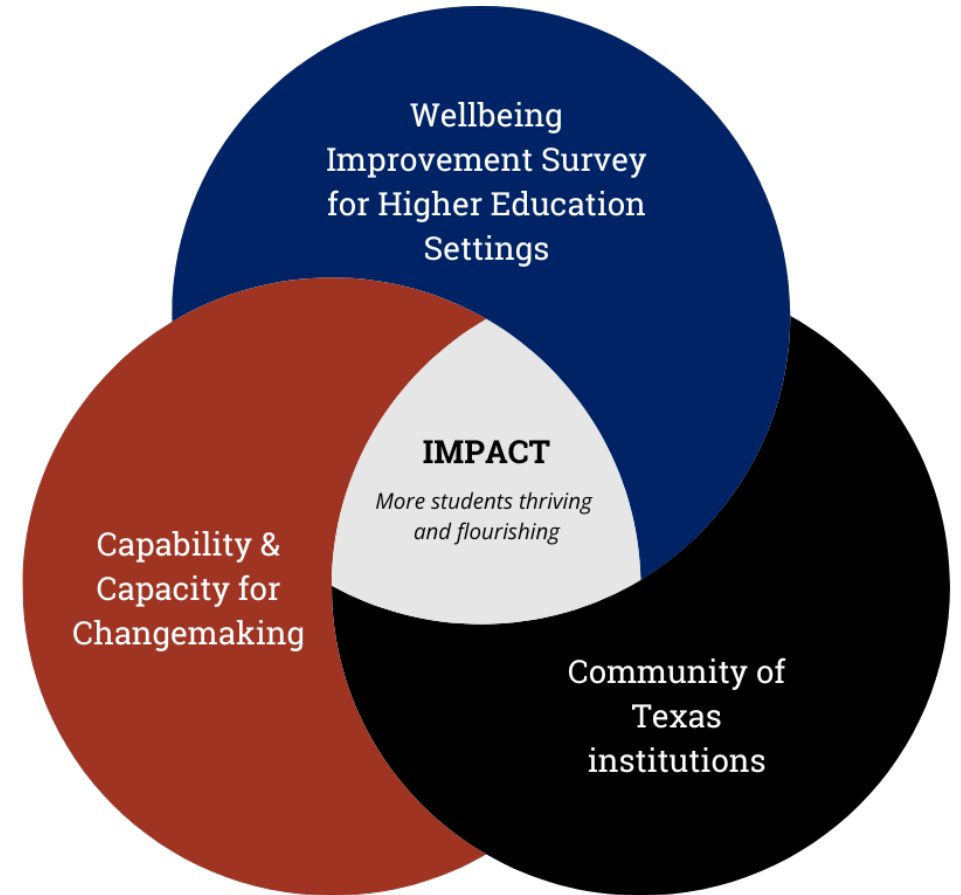 Wellbeing
Improvement Survey
for Higher Education
Settings
IMPACT
More students thriving
and flourishing
Capability &
Capacity for
Changemaking
Community of
Texas
institutions